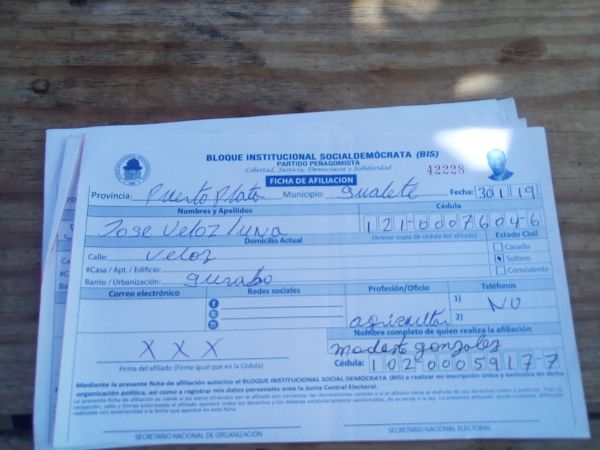 BLOQUE INSTITUCIONAL SOCIALDEMÓCRATA (BIS)
PARTIDO PEÑAGOMISTA
Libertad, Justicia, Democracia y Solidaridad
42228
FICHA DE AFILIACION
Provincia: Puerto Plata Municipio: Gualete Fecha: 30 1 19
Nombres y Apellidos Cédula
Jose Veloz luna 121-0007604-6
Domicilio Actual (Anexar copia de cédula del afiliado) Estado Civil
Calle: Veloz Casado
#Casa / Apt. / Edificio: Soltero
Barrio / Urbanización: gurabo Conviviente
Correo electrónico Redes sociales Profesión/Oficio Teléfonos
1) NO
agricultor 2)
Nombre completo de quien realiza la afiliación
X X X modesto gonzalez
Firma del afiliado (Firme igual que en la Cédula) Cédula: 102-0005917-7
Mediante la presente ficha de afiliación autorizo al BLOQUE INSTITUCIONAL SOCIAL DEMÓCRATA (BIS) a realizar mi inscripción única y exclusiva en dicha
organización política, así como a registrar mis datos personales ante la Junta Central Electoral.
SECRETARIO NACIONAL DE ORGANIZACIÓN SECRETARIO NACIONAL ELECTORAL